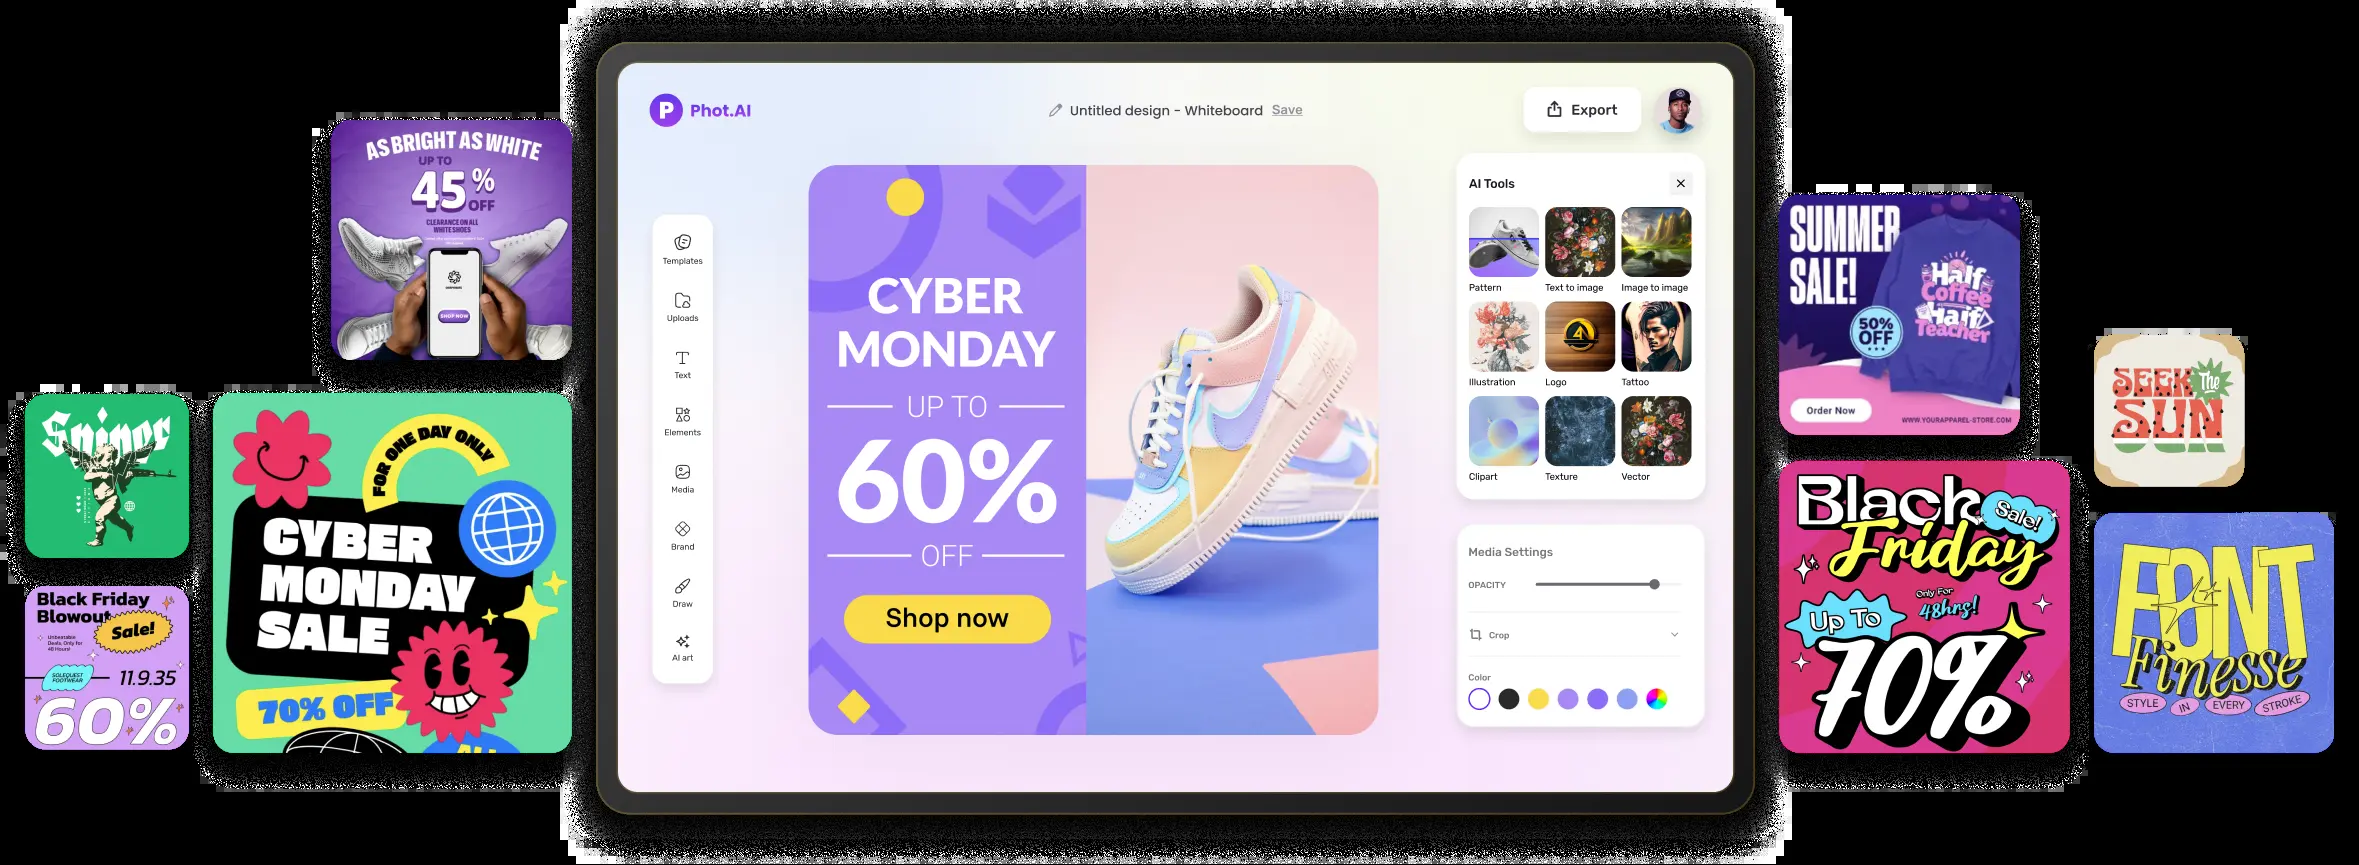 AS BRIGHT AS WHITE
UP TO
45%
OFF
CLEARANCE ON ALL
WHITE SHOES
SHOP NOW
Spinor
Black Friday
Blowout
Sale!
Unbeatable
Deals, Only for
48 Hours!
SOLEQUEST
FOOTWEAR
11.9.35
60%
FOR ONE DAY ONLY
CYBER
MONDAY
SALE
70% OFF
ALL
P Phot.AI
Untitled design - Whiteboard Save
Export
Templates
Uploads
Text
Elements
Media
Brand
Draw
AI art
CYBER
MONDAY
UP TO
60%
OFF
Shop now
AI Tools
Pattern
Text to image
Image to image
Illustration
Logo
Tattoo
Clipart
Texture
Vector
Media Settings
OPACITY
Crop
Color
SUMMER
SALE!
50%
OFF
Half
Coffee
Half
Teacher
Order Now
WWW.YOURAPPAREL-STORE.COM
Black
Sale!
Friday
Only For
48hrs!
Up To
70%
SEEK The
SUN
FONT
Finesse
STYLE IN EVERY STROKE